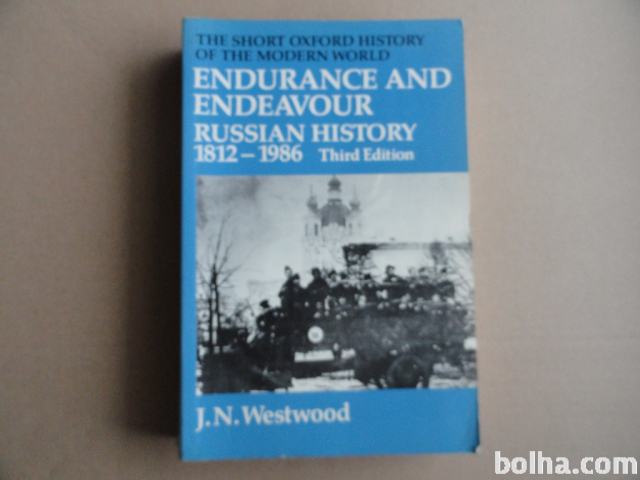 THE SHORT OXFORD HISTORY
OF THE MODERN WORLD
ENDURANCE AND
ENDEAVOUR
RUSSIAN HISTORY
1812–1986 Third Edition
J.N. Westwood
bolha.com